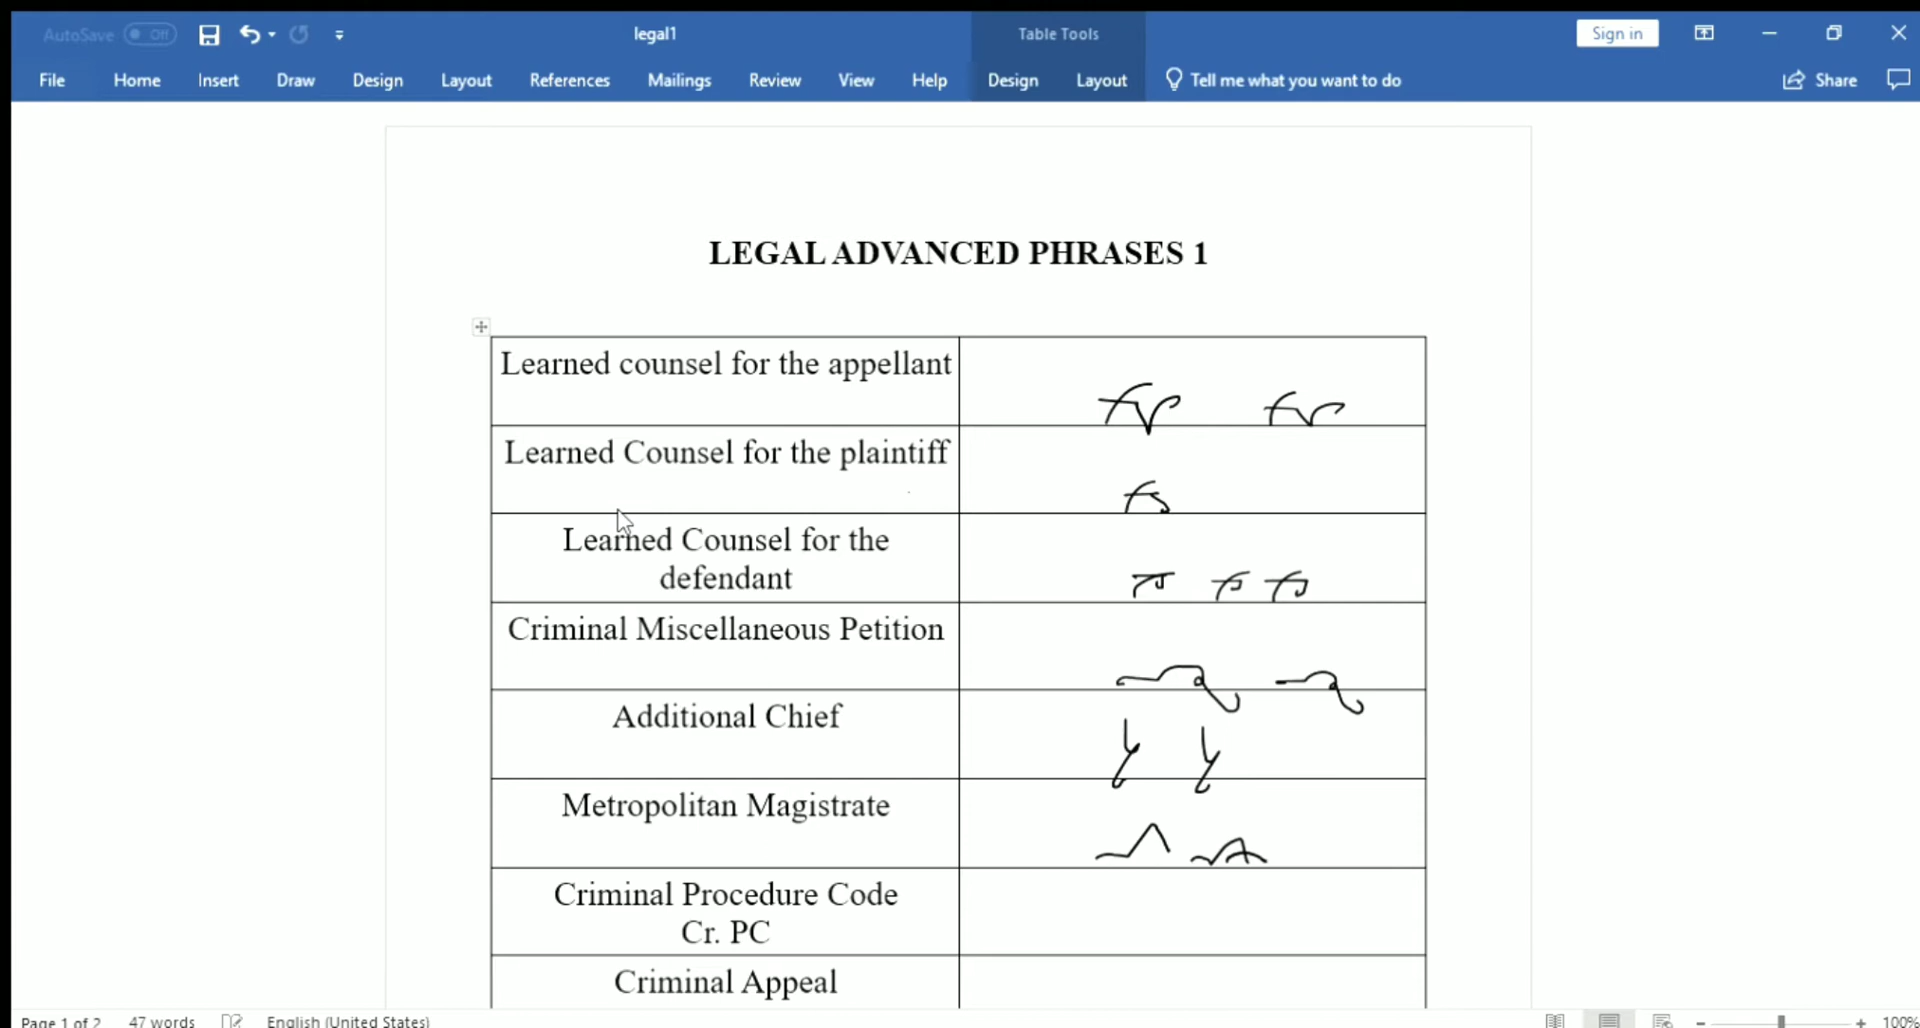 AutoSave Off legal1 Table Tools Sign in
File Home Insert Draw Design Layout References Mailings Review View Help Design Layout Tell me what you want to do Share
LEGAL ADVANCED PHRASES 1
Learned counsel for the appellant
Learned Counsel for the plaintiff
Learned Counsel for the
defendant
Criminal Miscellaneous Petition
Additional Chief
Metropolitan Magistrate
Criminal Procedure Code
Cr. PC
Criminal Appeal
Page 1 of 2 47 words English (United States) 100%